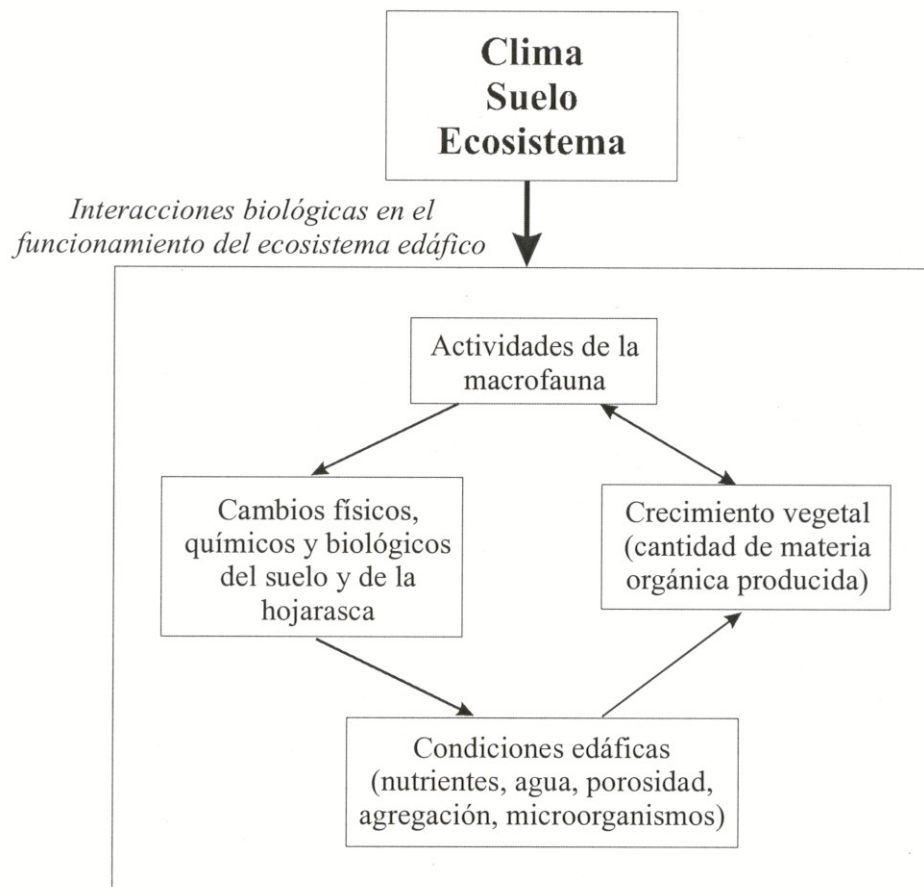 Clima
Suelo
Ecosistema
Interacciones biológicas en el
funcionamiento del ecosistema edáfico
Actividades de la
macrofauna
Cambios físicos,
químicos y biológicos
del suelo y de la
hojarasca
Crecimiento vegetal
(cantidad de materia
orgánica producida)
Condiciones edáficas
(nutrientes, agua, porosidad,
agregación, microorganismos)